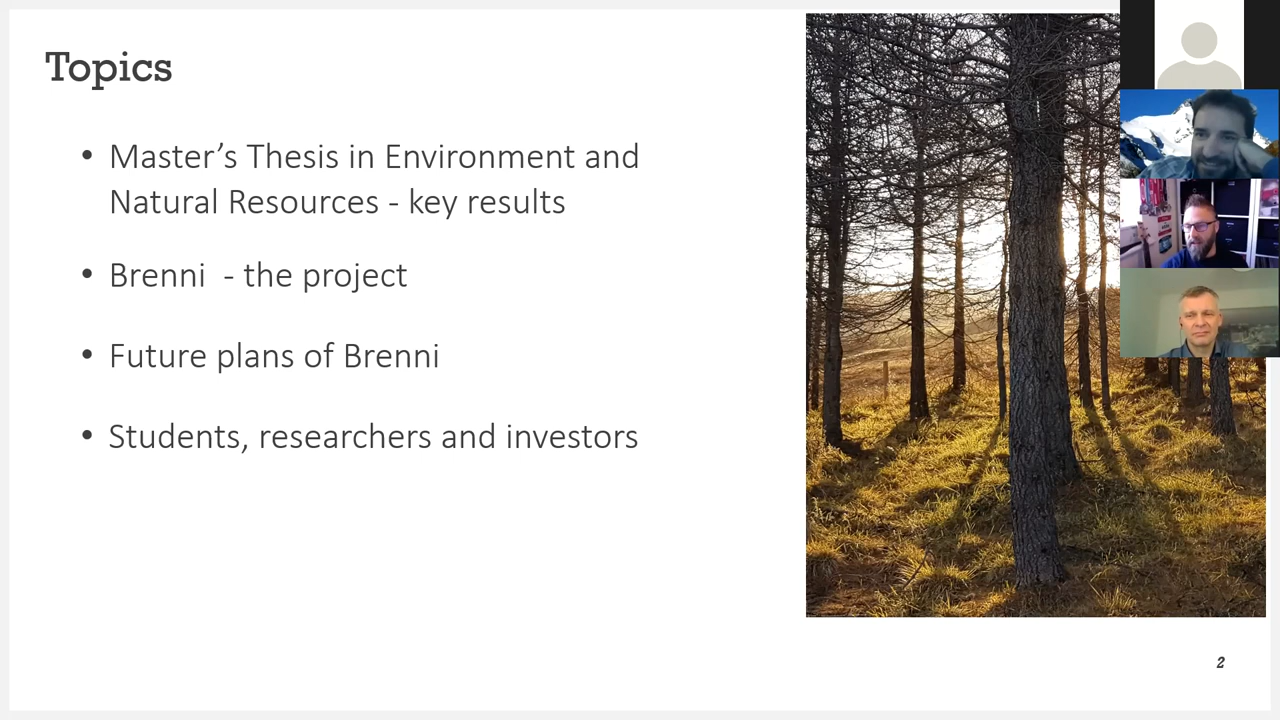 Topics
• Master’s Thesis in Environment and
Natural Resources - key results
• Brenni - the project
• Future plans of Brenni
• Students, researchers and investors
2